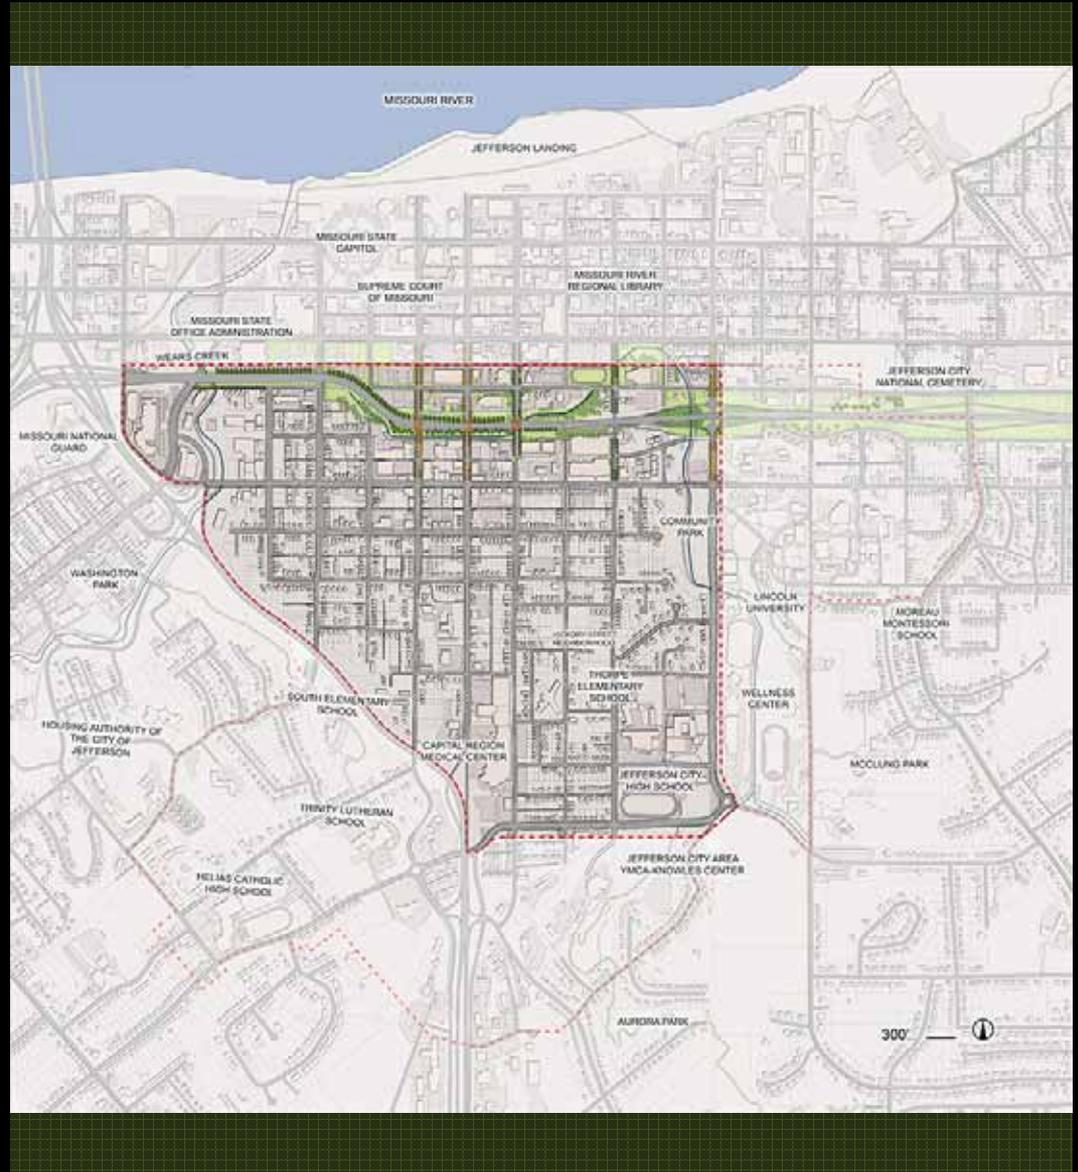 MISSOURI RIVER
JEFFERSON LANDING
MISSOURI STATE
CAPITOL
SUPREME COURT
OF MISSOURI
MISSOURI RIVER
REGIONAL LIBRARY
MISSOURI STATE
OFFICE ADMINISTRATION
WEARS CREEK
JEFFERSON CITY
NATIONAL CEMETERY
MISSOURI NATIONAL
GUARD
COMMUNITY
PARK
WASHINGTON
PARK
LINCOLN
UNIVERSITY
MOREAU
MONTESSORI
SCHOOL
HICKORY STREET
NEIGHBORHOOD
THORPE
ELEMENTARY
SCHOOL
SOUTH ELEMENTARY
SCHOOL
WELLNESS
CENTER
HOUSING AUTHORITY OF
THE CITY OF
JEFFERSON
CAPITAL REGION
MEDICAL CENTER
MCCLUNG PARK
JEFFERSON CITY
HIGH SCHOOL
TRINITY LUTHERAN
SCHOOL
JEFFERSON CITY AREA
YMCA-KNOWLES CENTER
HELIAS CATHOLIC
HIGH SCHOOL
AURORA PARK
300'